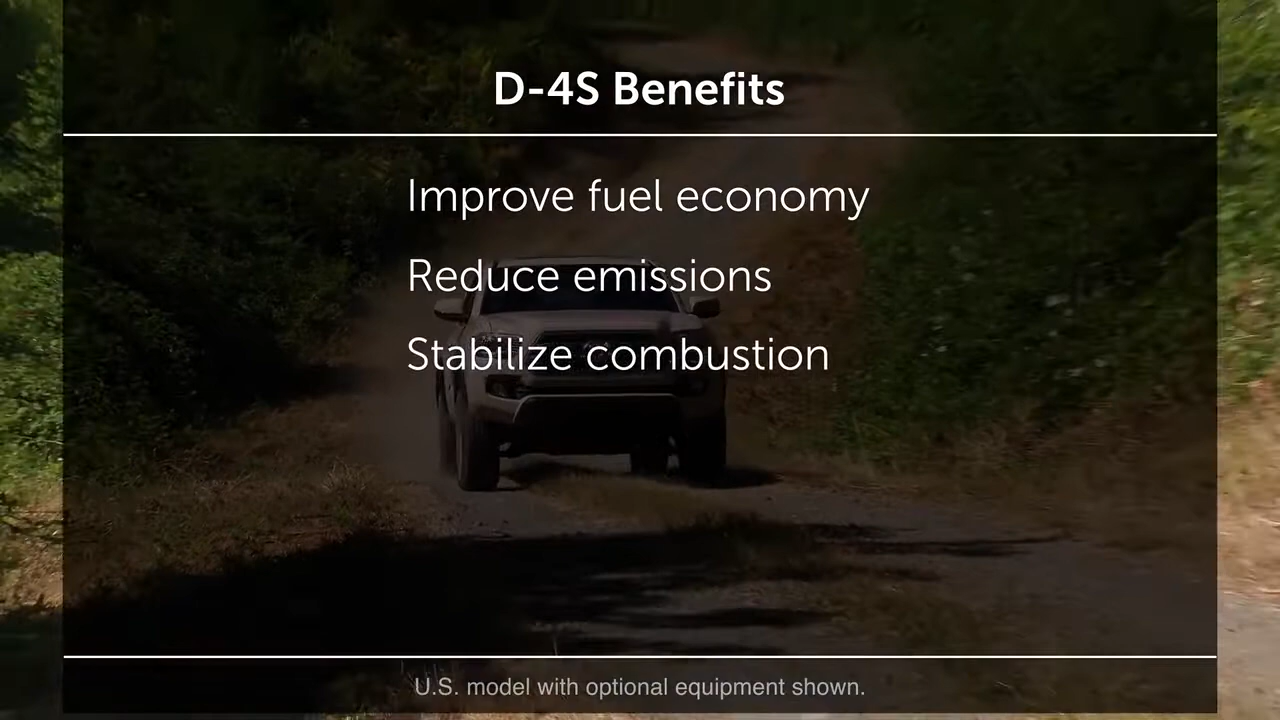 D-4S Benefits
Improve fuel economy
Reduce emissions
Stabilize combustion
U.S. model with optional equipment shown.